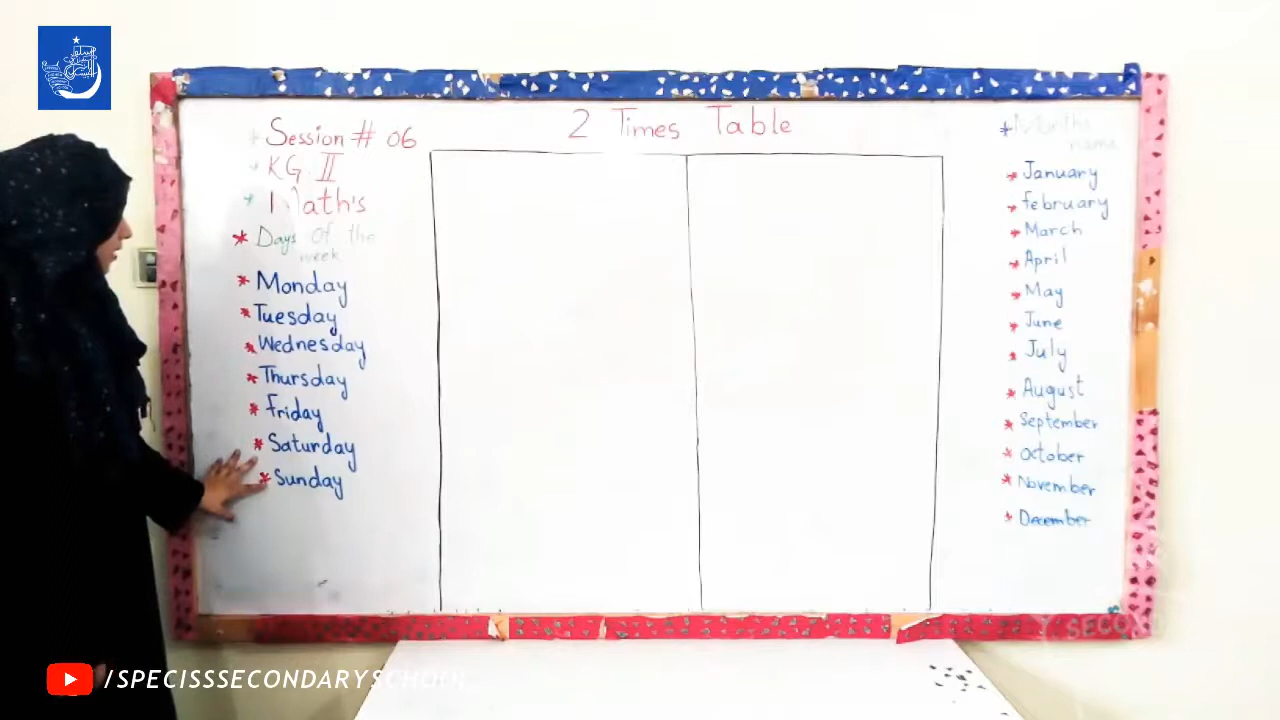 Session # 06
KG II
Math's
Days of the
week
Monday
Tuesday
Wednesday
Thursday
Friday
Saturday
Sunday
2 Times Table
Months
name
January
february
March
April
May
June
July
August
September
October
November
December
/SPECISSSECONDARYSCHOOL